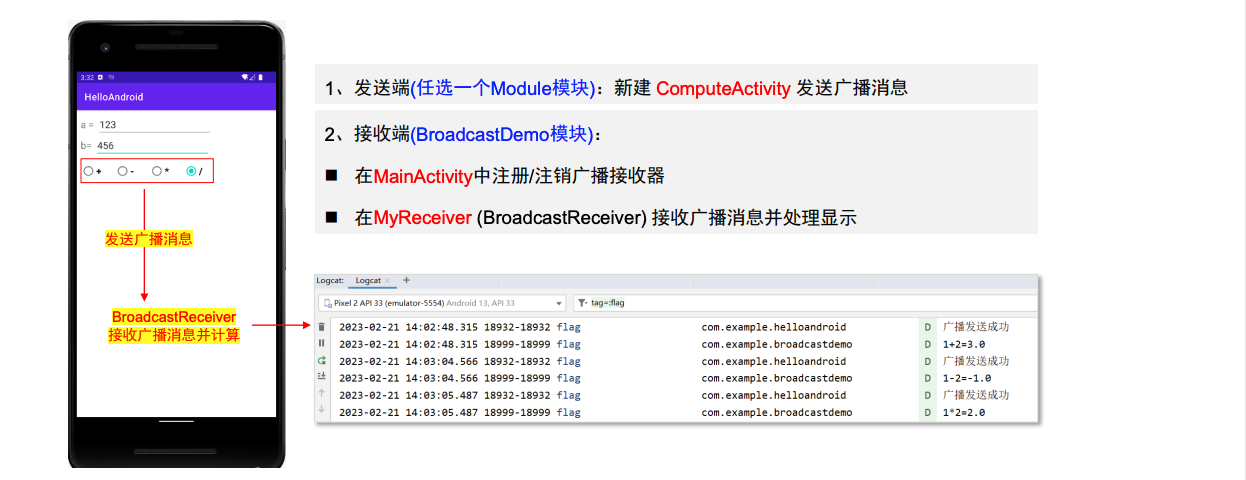 3:32
HelloAndroid
a = 123
b= 456
+ - * /
发送广播消息
BroadcastReceiver
接收广播消息并计算
1、发送端(任选一个Module模块)：新建 ComputeActivity 发送广播消息
2、接收端(BroadcastDemo模块)：
■ 在MainActivity中注册/注销广播接收器
■ 在MyReceiver (BroadcastReceiver) 接收广播消息并处理显示
Logcat: Logcat × +
Pixel 2 API 33 (emulator-5554) Android 13, API 33 tag=:flag
2023-02-21 14:02:48.315 18932-18932 flag com.example.helloandroid D 广播发送成功
2023-02-21 14:02:48.315 18999-18999 flag com.example.broadcastdemo D 1+2=3.0
2023-02-21 14:03:04.566 18932-18932 flag com.example.helloandroid D 广播发送成功
2023-02-21 14:03:04.566 18999-18999 flag com.example.broadcastdemo D 1-2=-1.0
2023-02-21 14:03:05.487 18932-18932 flag com.example.helloandroid D 广播发送成功
2023-02-21 14:03:05.487 18999-18999 flag com.example.broadcastdemo D 1*2=2.0